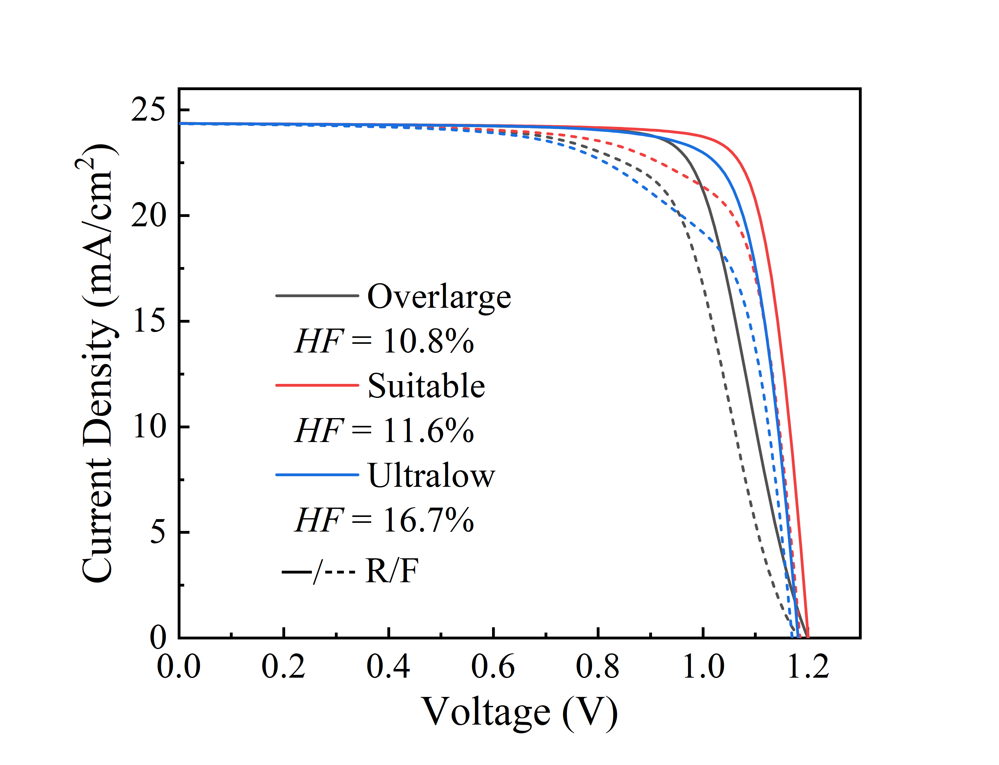 Current Density (mA/cm²)
25
20
15
10
5
0
Overlarge
HF = 10.8%
Suitable
HF = 11.6%
Ultralow
HF = 16.7%
—/--- R/F
0.0 0.2 0.4 0.6 0.8 1.0 1.2
Voltage (V)